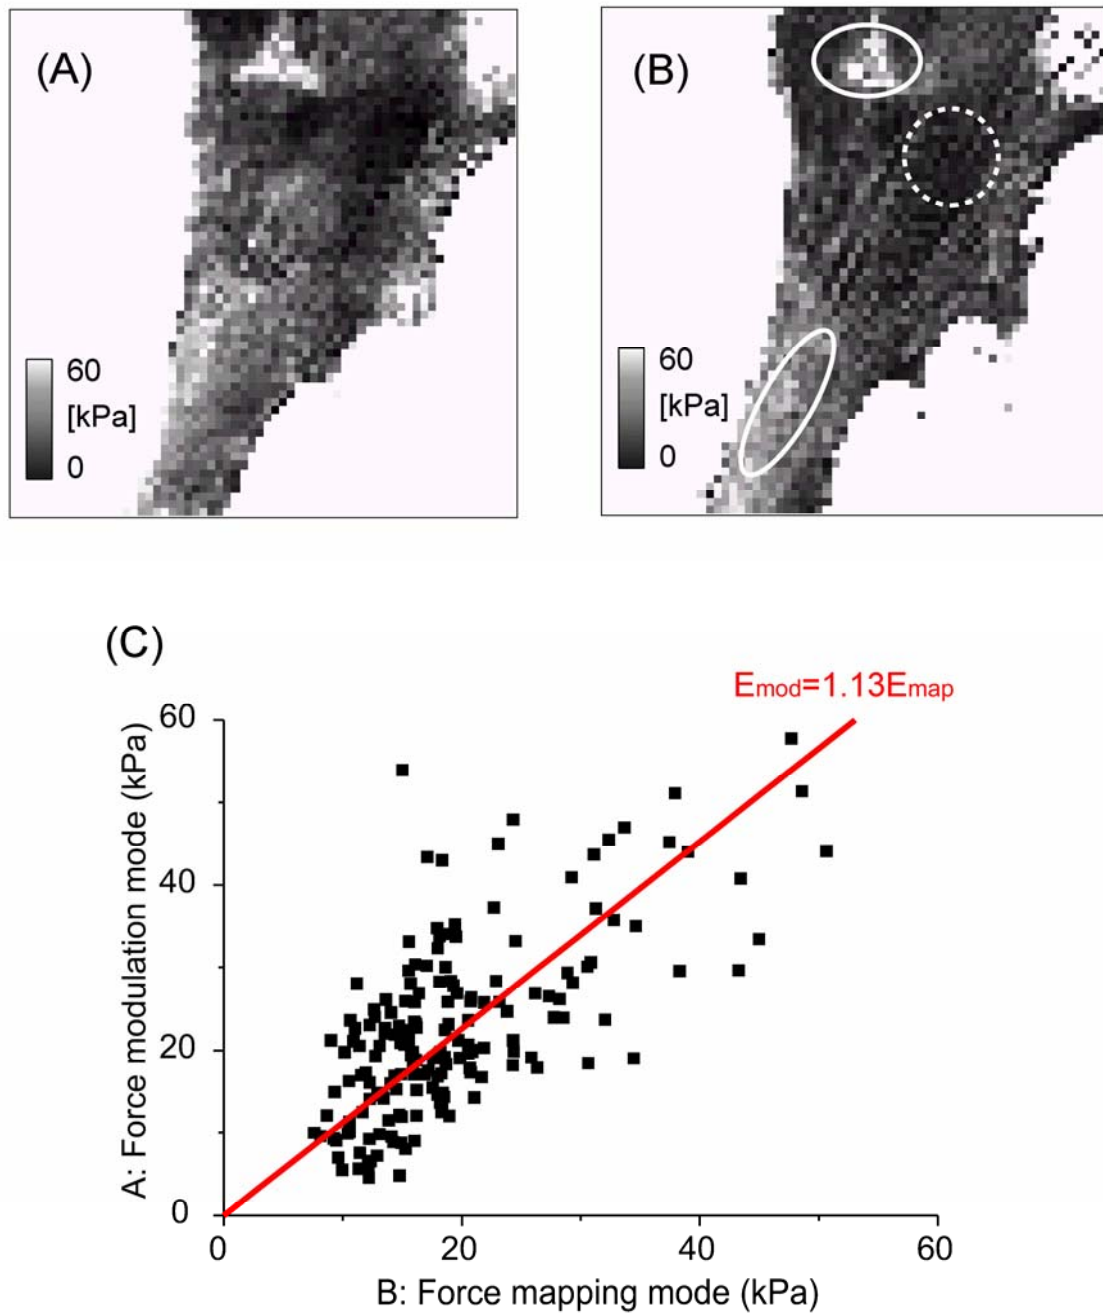 (A)
60
[kPa]
0
(B)
60
[kPa]
0
(C)
Emod=1.13Emap
A: Force modulation mode (kPa)
60
40
20
0
0 20 40 60
B: Force mapping mode (kPa)